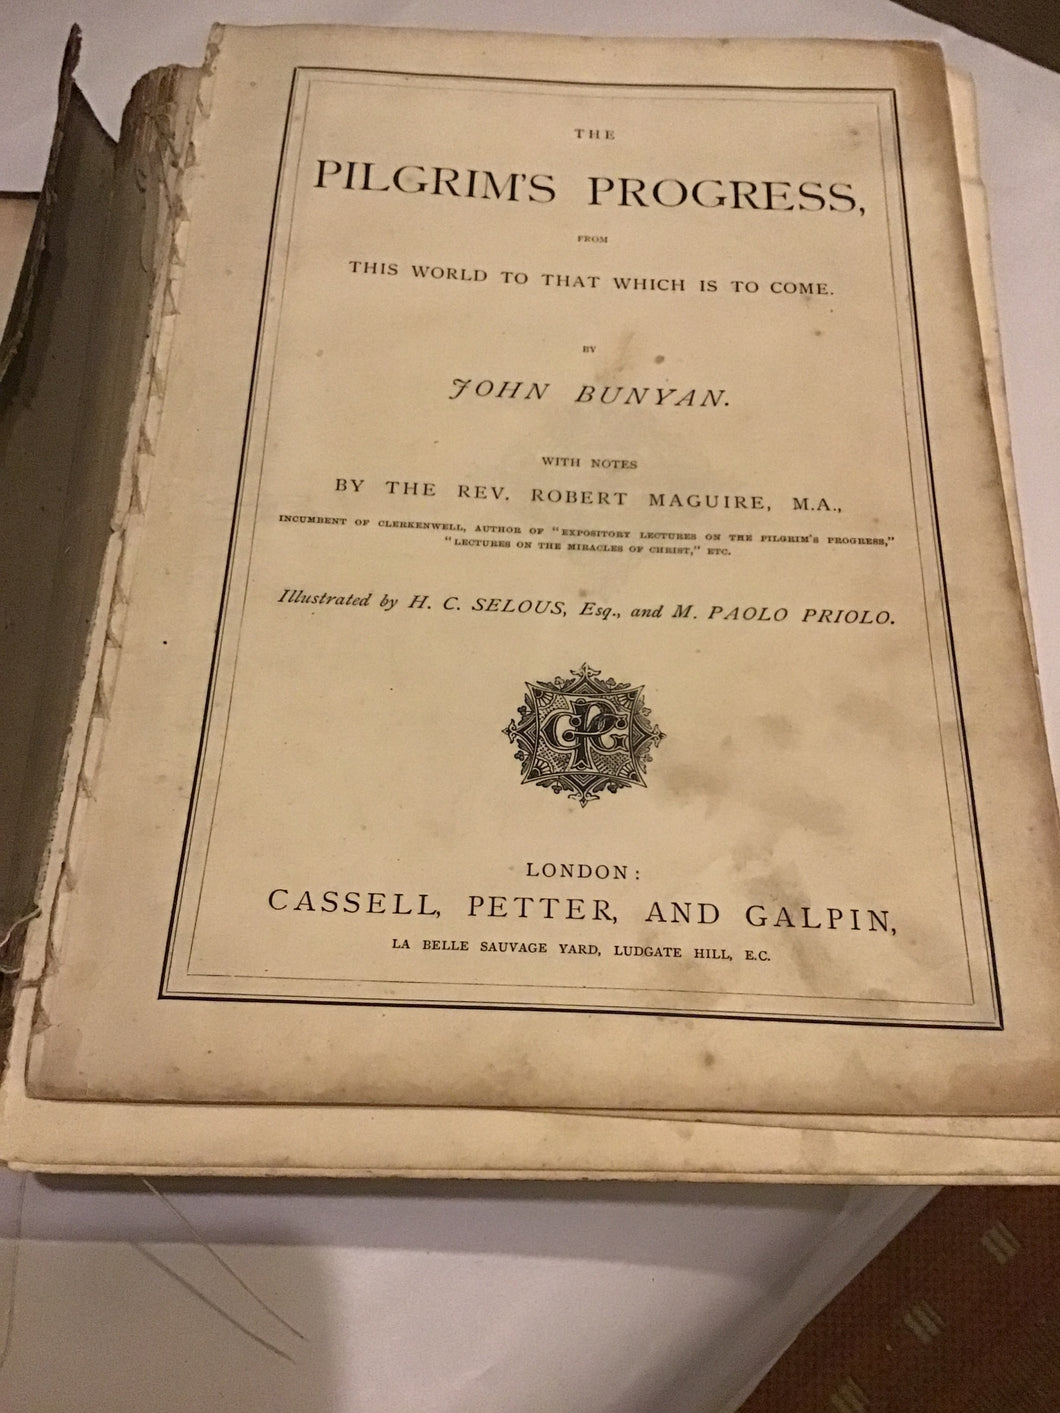 THE
PILGRIM'S PROGRESS,
FROM
THIS WORLD TO THAT WHICH IS TO COME.
BY
JOHN BUNYAN.
WITH NOTES
BY THE REV. ROBERT MAGUIRE, M.A.,
INCUMBENT OF CLERKENWELL, AUTHOR OF "EXPOSITORY LECTURES ON THE PILGRIM'S PROGRESS,"
"LECTURES ON THE MIRACLES OF CHRIST," ETC.
Illustrated by H. C. SELOUS, Esq., and M. PAOLO PRIOLO.
CPG
LONDON:
CASSELL, PETTER, AND GALPIN,
LA BELLE SAUVAGE YARD, LUDGATE HILL, E.C.